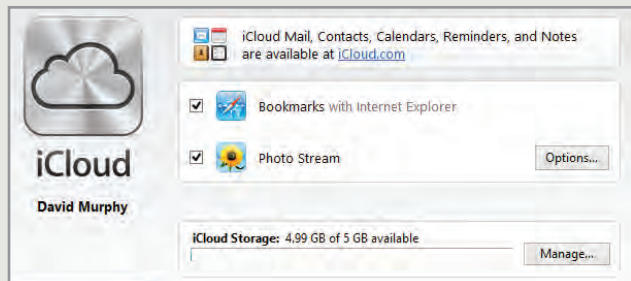 iCloud Mail, Contacts, Calendars, Reminders, and Notes
are available at iCloud.com
Bookmarks with Internet Explorer
Photo Stream
Options...
iCloud
David Murphy
iCloud Storage: 4.99 GB of 5 GB available
Manage...